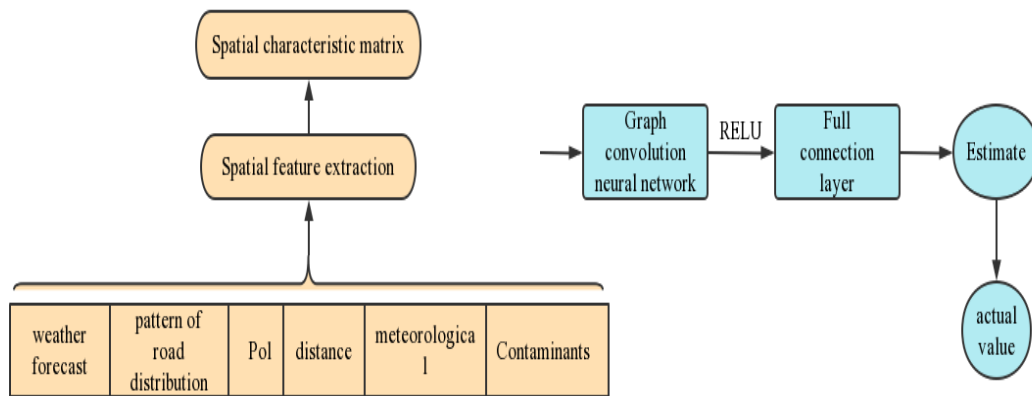 Spatial characteristic matrix
Spatial feature extraction
weather
forecast
pattern of
road
distribution
PoI
distance
meteorologica
l
Contaminants
Graph
convolution
neural network
RELU
Full
connection
layer
Estimate
actual
value